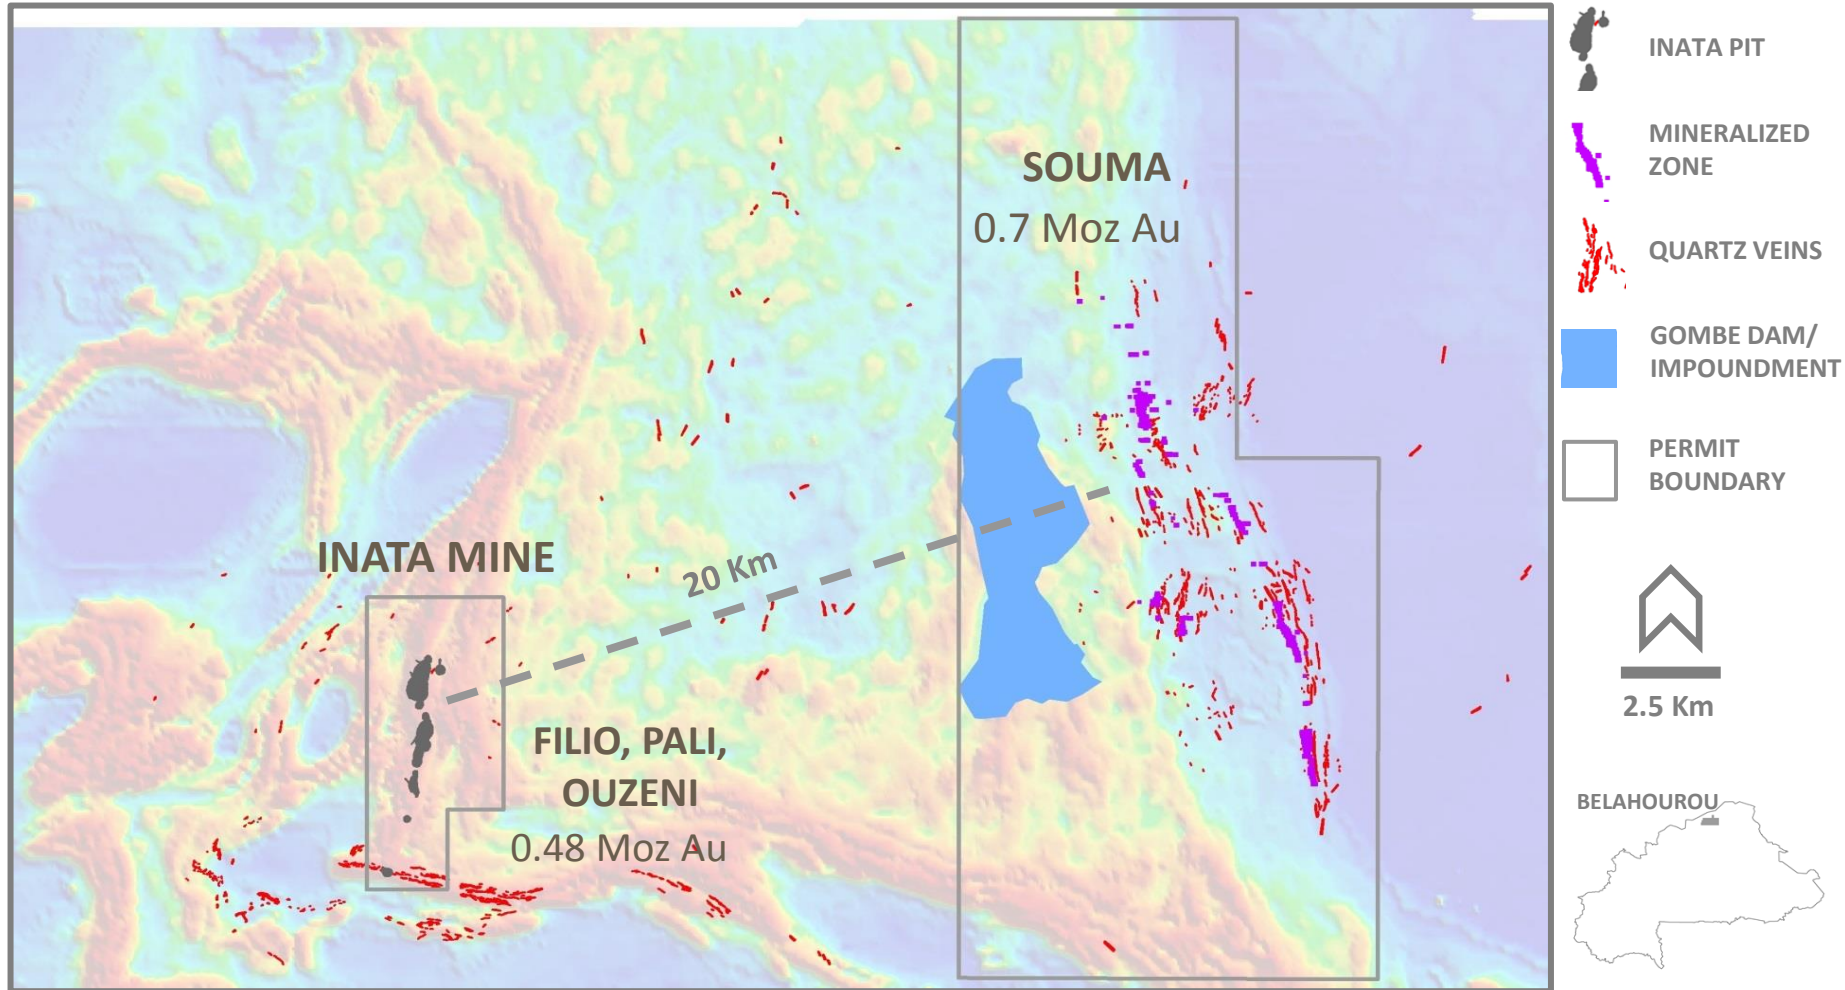 SOUMA
0.7 Moz Au
INATA MINE
20 Km
FILIO, PALI,
OUZENI
0.48 Moz Au
INATA PIT
MINERALIZED
ZONE
QUARTZ VEINS
GOMBE DAM/
IMPOUNDMENT
PERMIT
BOUNDARY
2.5 Km
BELAHOUROU